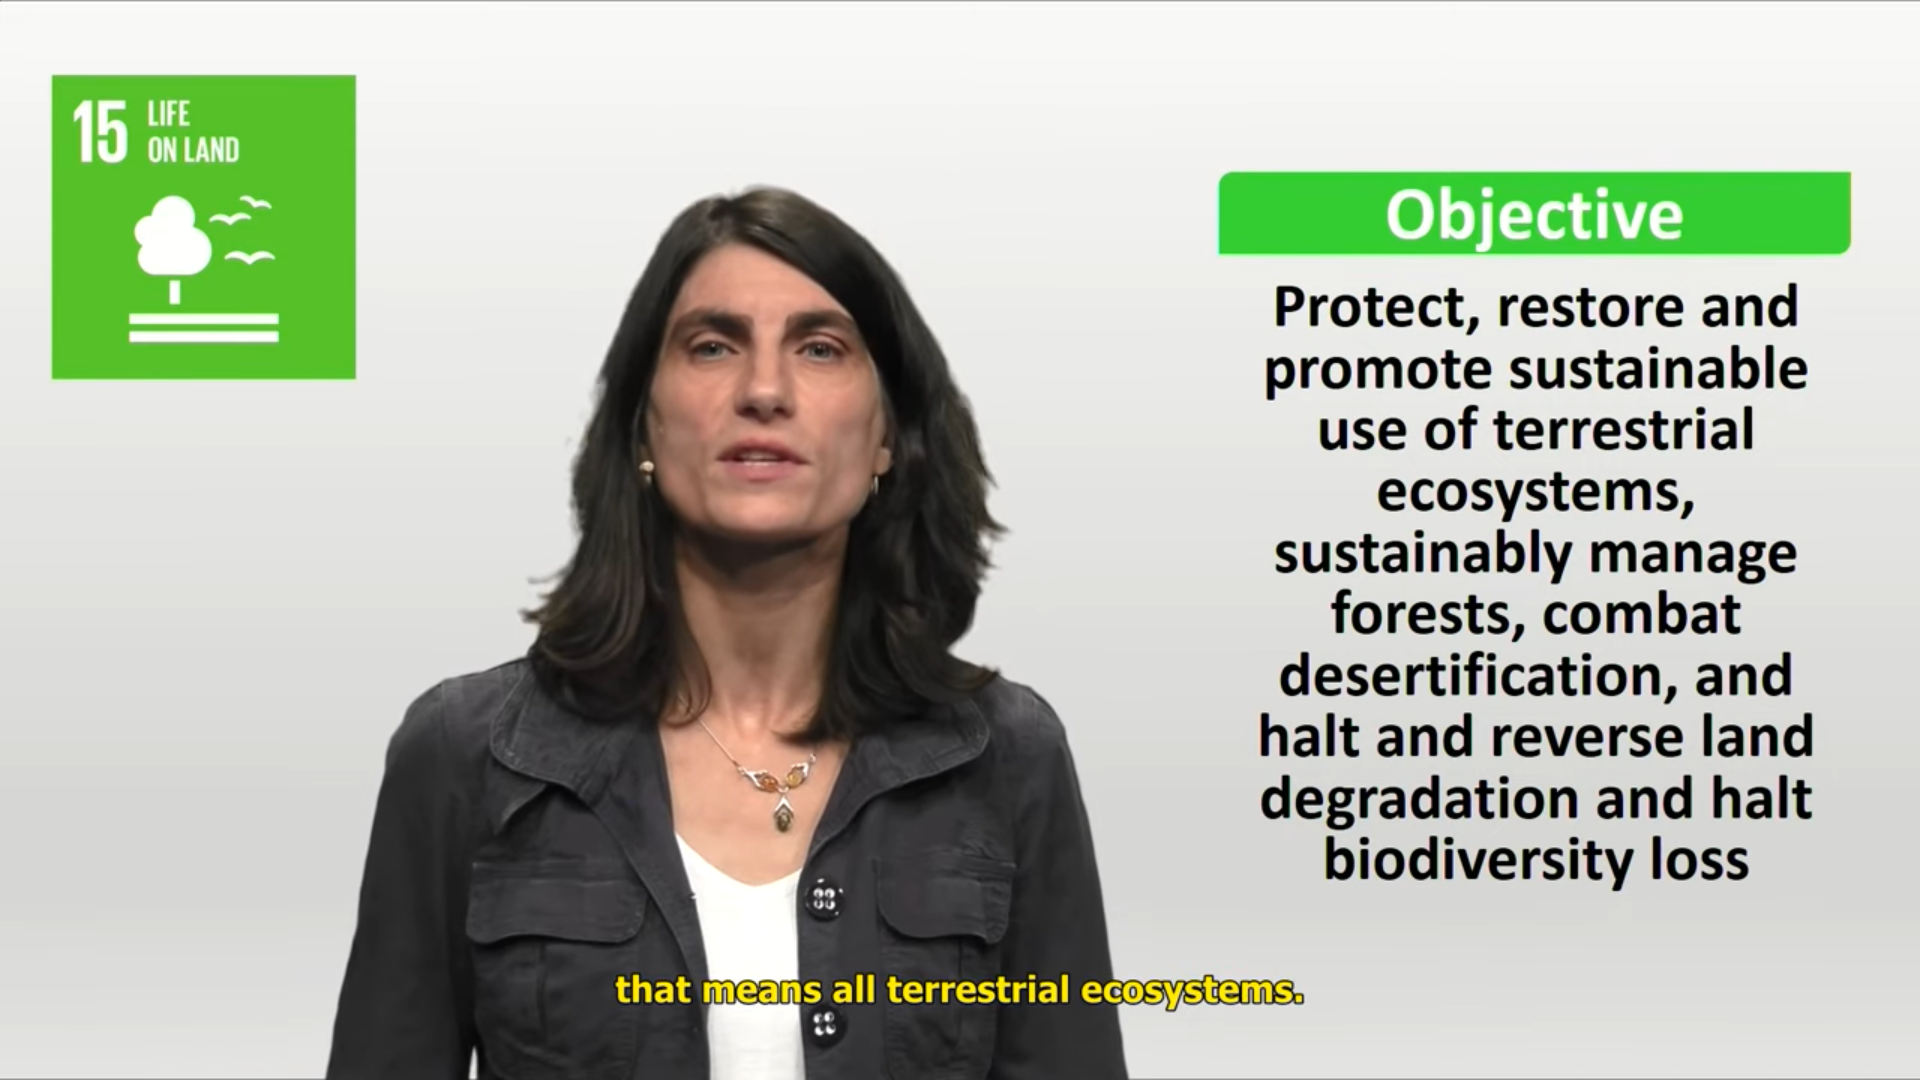 15 LIFE
ON LAND
Objective
Protect, restore and
promote sustainable
use of terrestrial
ecosystems,
sustainably manage
forests, combat
desertification, and
halt and reverse land
degradation and halt
biodiversity loss
that means all terrestrial ecosystems.